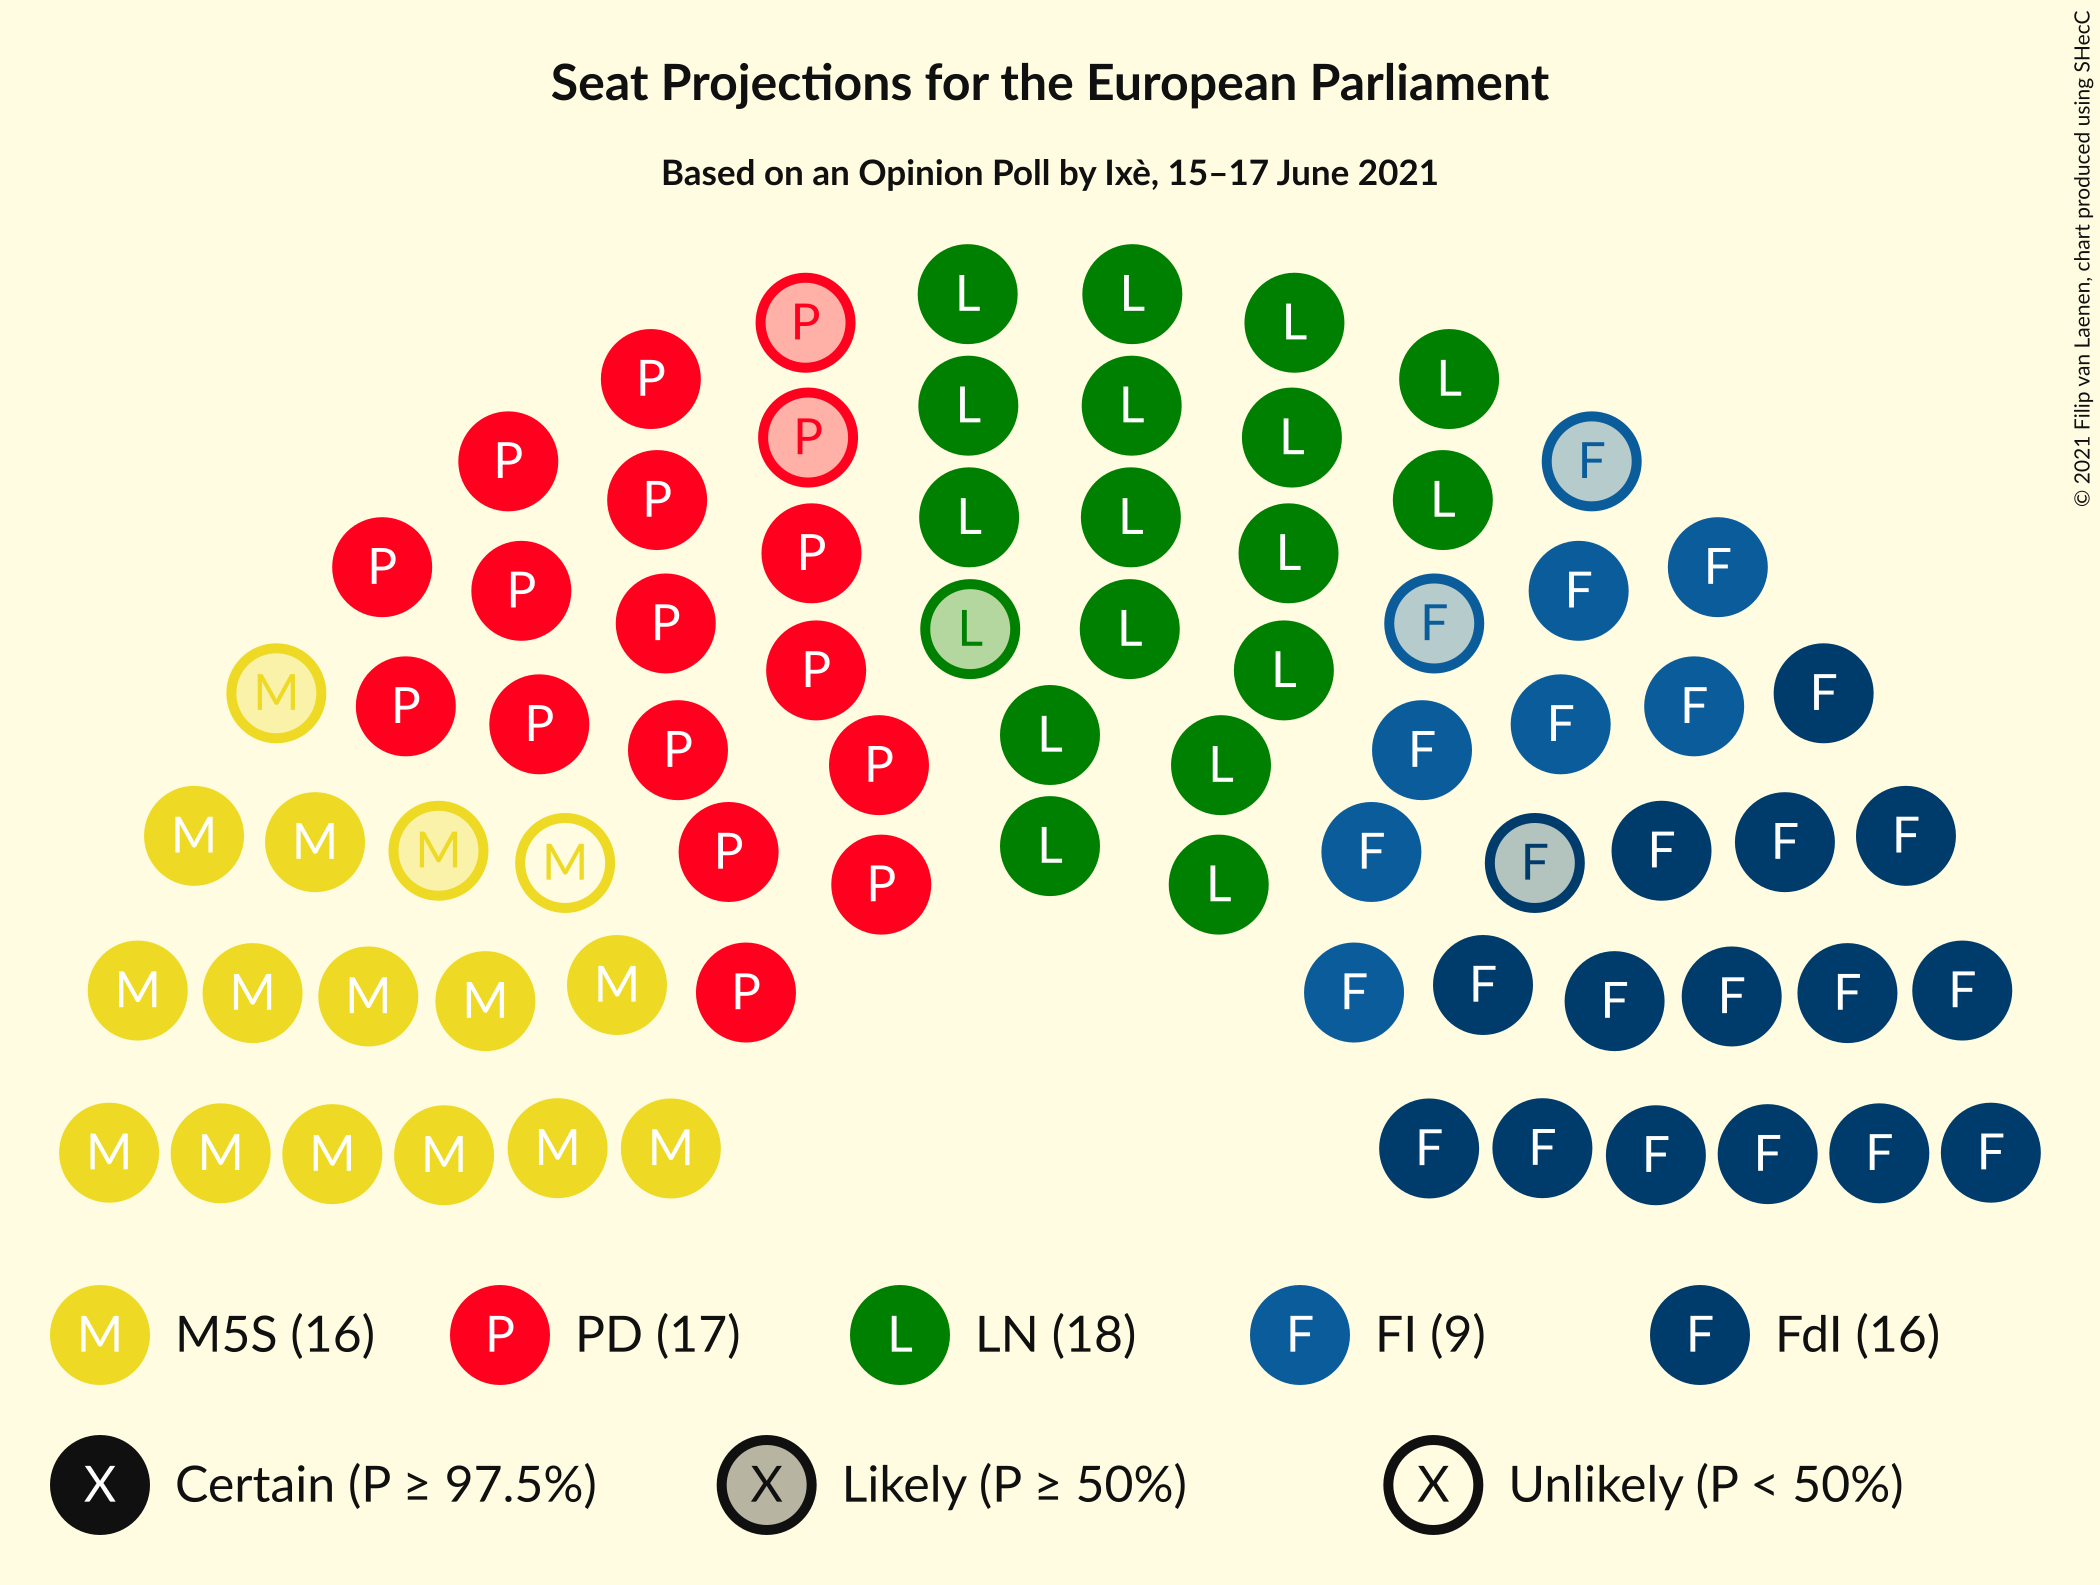 Seat Projections for the European Parliament
Based on an Opinion Poll by Ixè, 15–17 June 2021
© 2021 Filip van Laenen, chart produced using SHecC
L L
P L L
P L
L L
P L L
P F
P L
P L L
P L
P F F
P P F
P L L
P L
M P P F F F
P P L L F F
M M M M P P L F F F F F
P L
M M M M M P F F F F F F
M M M M M M F F F F F F
M M5S (16) P PD (17) L LN (18) F FI (9) F FdI (16)
X Certain (P ≥ 97.5%) X Likely (P ≥ 50%) X Unlikely (P < 50%)